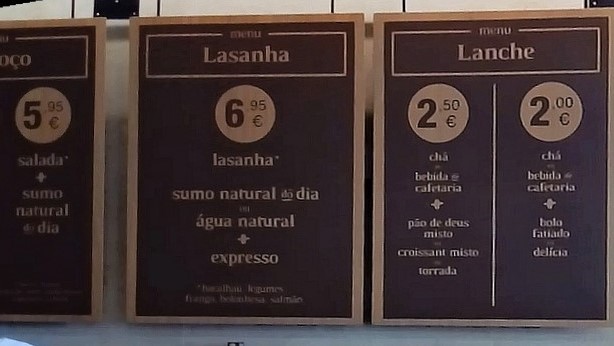 menu
oço
5,95
€
salada*
+
sumo
natural
do dia
menu
Lasanha
6,95
€
lasanha*
sumo natural do dia
ou
água natural
+
expresso
*bacalhau, legumes,
frango, bolonhesa, salmão
menu
Lanche
2,50
€
chá
ou
bebida de
cafetaria
+
pão de deus
misto
ou
croissant misto
ou
torrada
2,00
€
chá
ou
bebida de
cafetaria
+
bolo
fatiado
ou
delícia